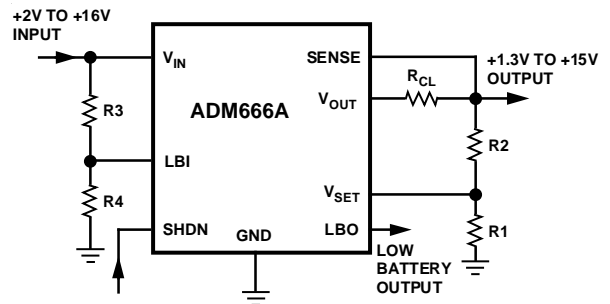 +2V TO +16V
INPUT
V_IN
SENSE
+1.3V TO +15V
OUTPUT
R_CL
V_OUT
R3
ADM666A
R2
LBI
V_SET
R4
R1
SHDN
GND
LBO
LOW
BATTERY
OUTPUT